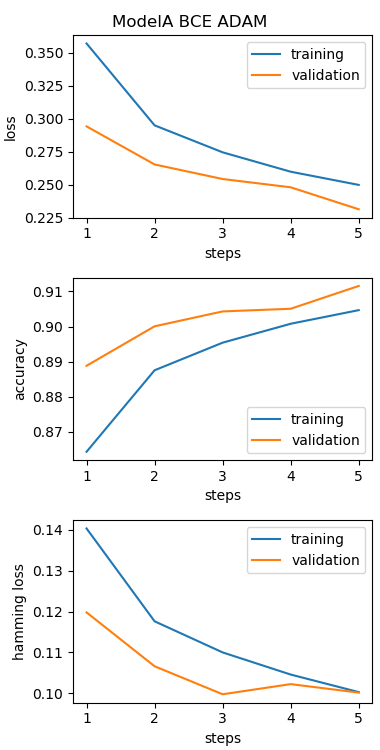 ModelA BCE ADAM
0.350
0.325
0.300
0.275
0.250
0.225
loss
training
validation
1 2 3 4 5
steps
0.91
0.90
0.89
0.88
0.87
accuracy
training
validation
1 2 3 4 5
steps
0.14
0.13
0.12
0.11
0.10
hamming loss
training
validation
1 2 3 4 5
steps